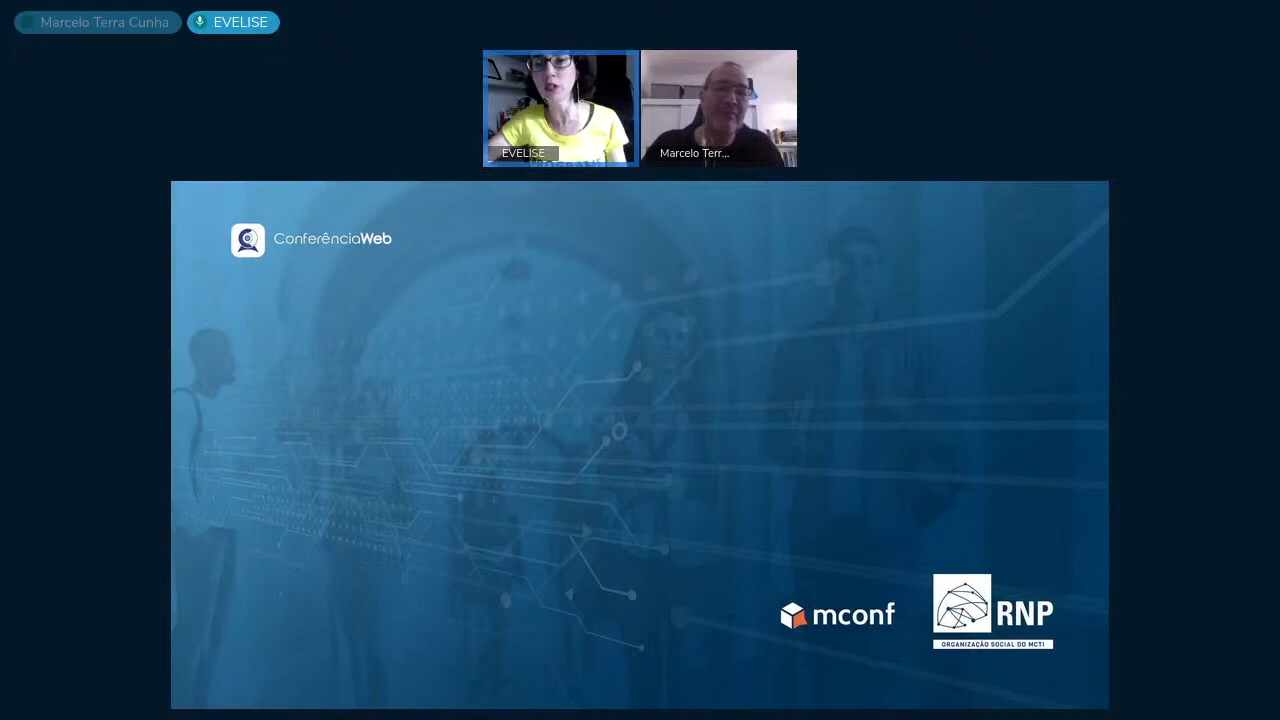 Marcelo Terra Cunha
EVELISE
EVELISE
Marcelo Terr...
ConferênciaWeb
mconf
RNP
ORGANIZAÇÃO SOCIAL DO MCTI